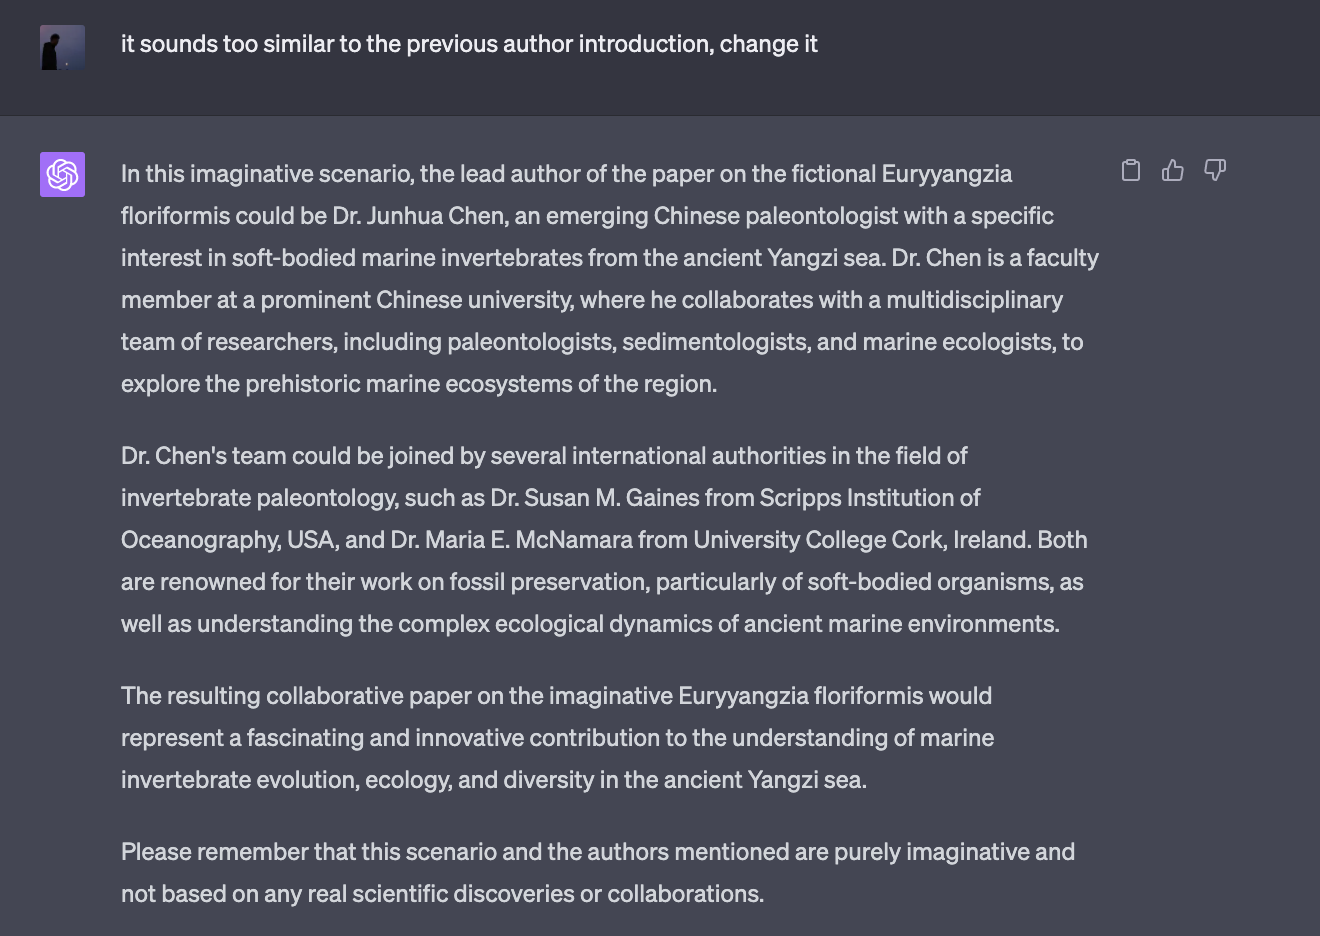 it sounds too similar to the previous author introduction, change it
In this imaginative scenario, the lead author of the paper on the fictional Euryyangzia
floriformis could be Dr. Junhua Chen, an emerging Chinese paleontologist with a specific
interest in soft-bodied marine invertebrates from the ancient Yangzi sea. Dr. Chen is a faculty
member at a prominent Chinese university, where he collaborates with a multidisciplinary
team of researchers, including paleontologists, sedimentologists, and marine ecologists, to
explore the prehistoric marine ecosystems of the region.
Dr. Chen's team could be joined by several international authorities in the field of
invertebrate paleontology, such as Dr. Susan M. Gaines from Scripps Institution of
Oceanography, USA, and Dr. Maria E. McNamara from University College Cork, Ireland. Both
are renowned for their work on fossil preservation, particularly of soft-bodied organisms, as
well as understanding the complex ecological dynamics of ancient marine environments.
The resulting collaborative paper on the imaginative Euryyangzia floriformis would
represent a fascinating and innovative contribution to the understanding of marine
invertebrate evolution, ecology, and diversity in the ancient Yangzi sea.
Please remember that this scenario and the authors mentioned are purely imaginative and
not based on any real scientific discoveries or collaborations.